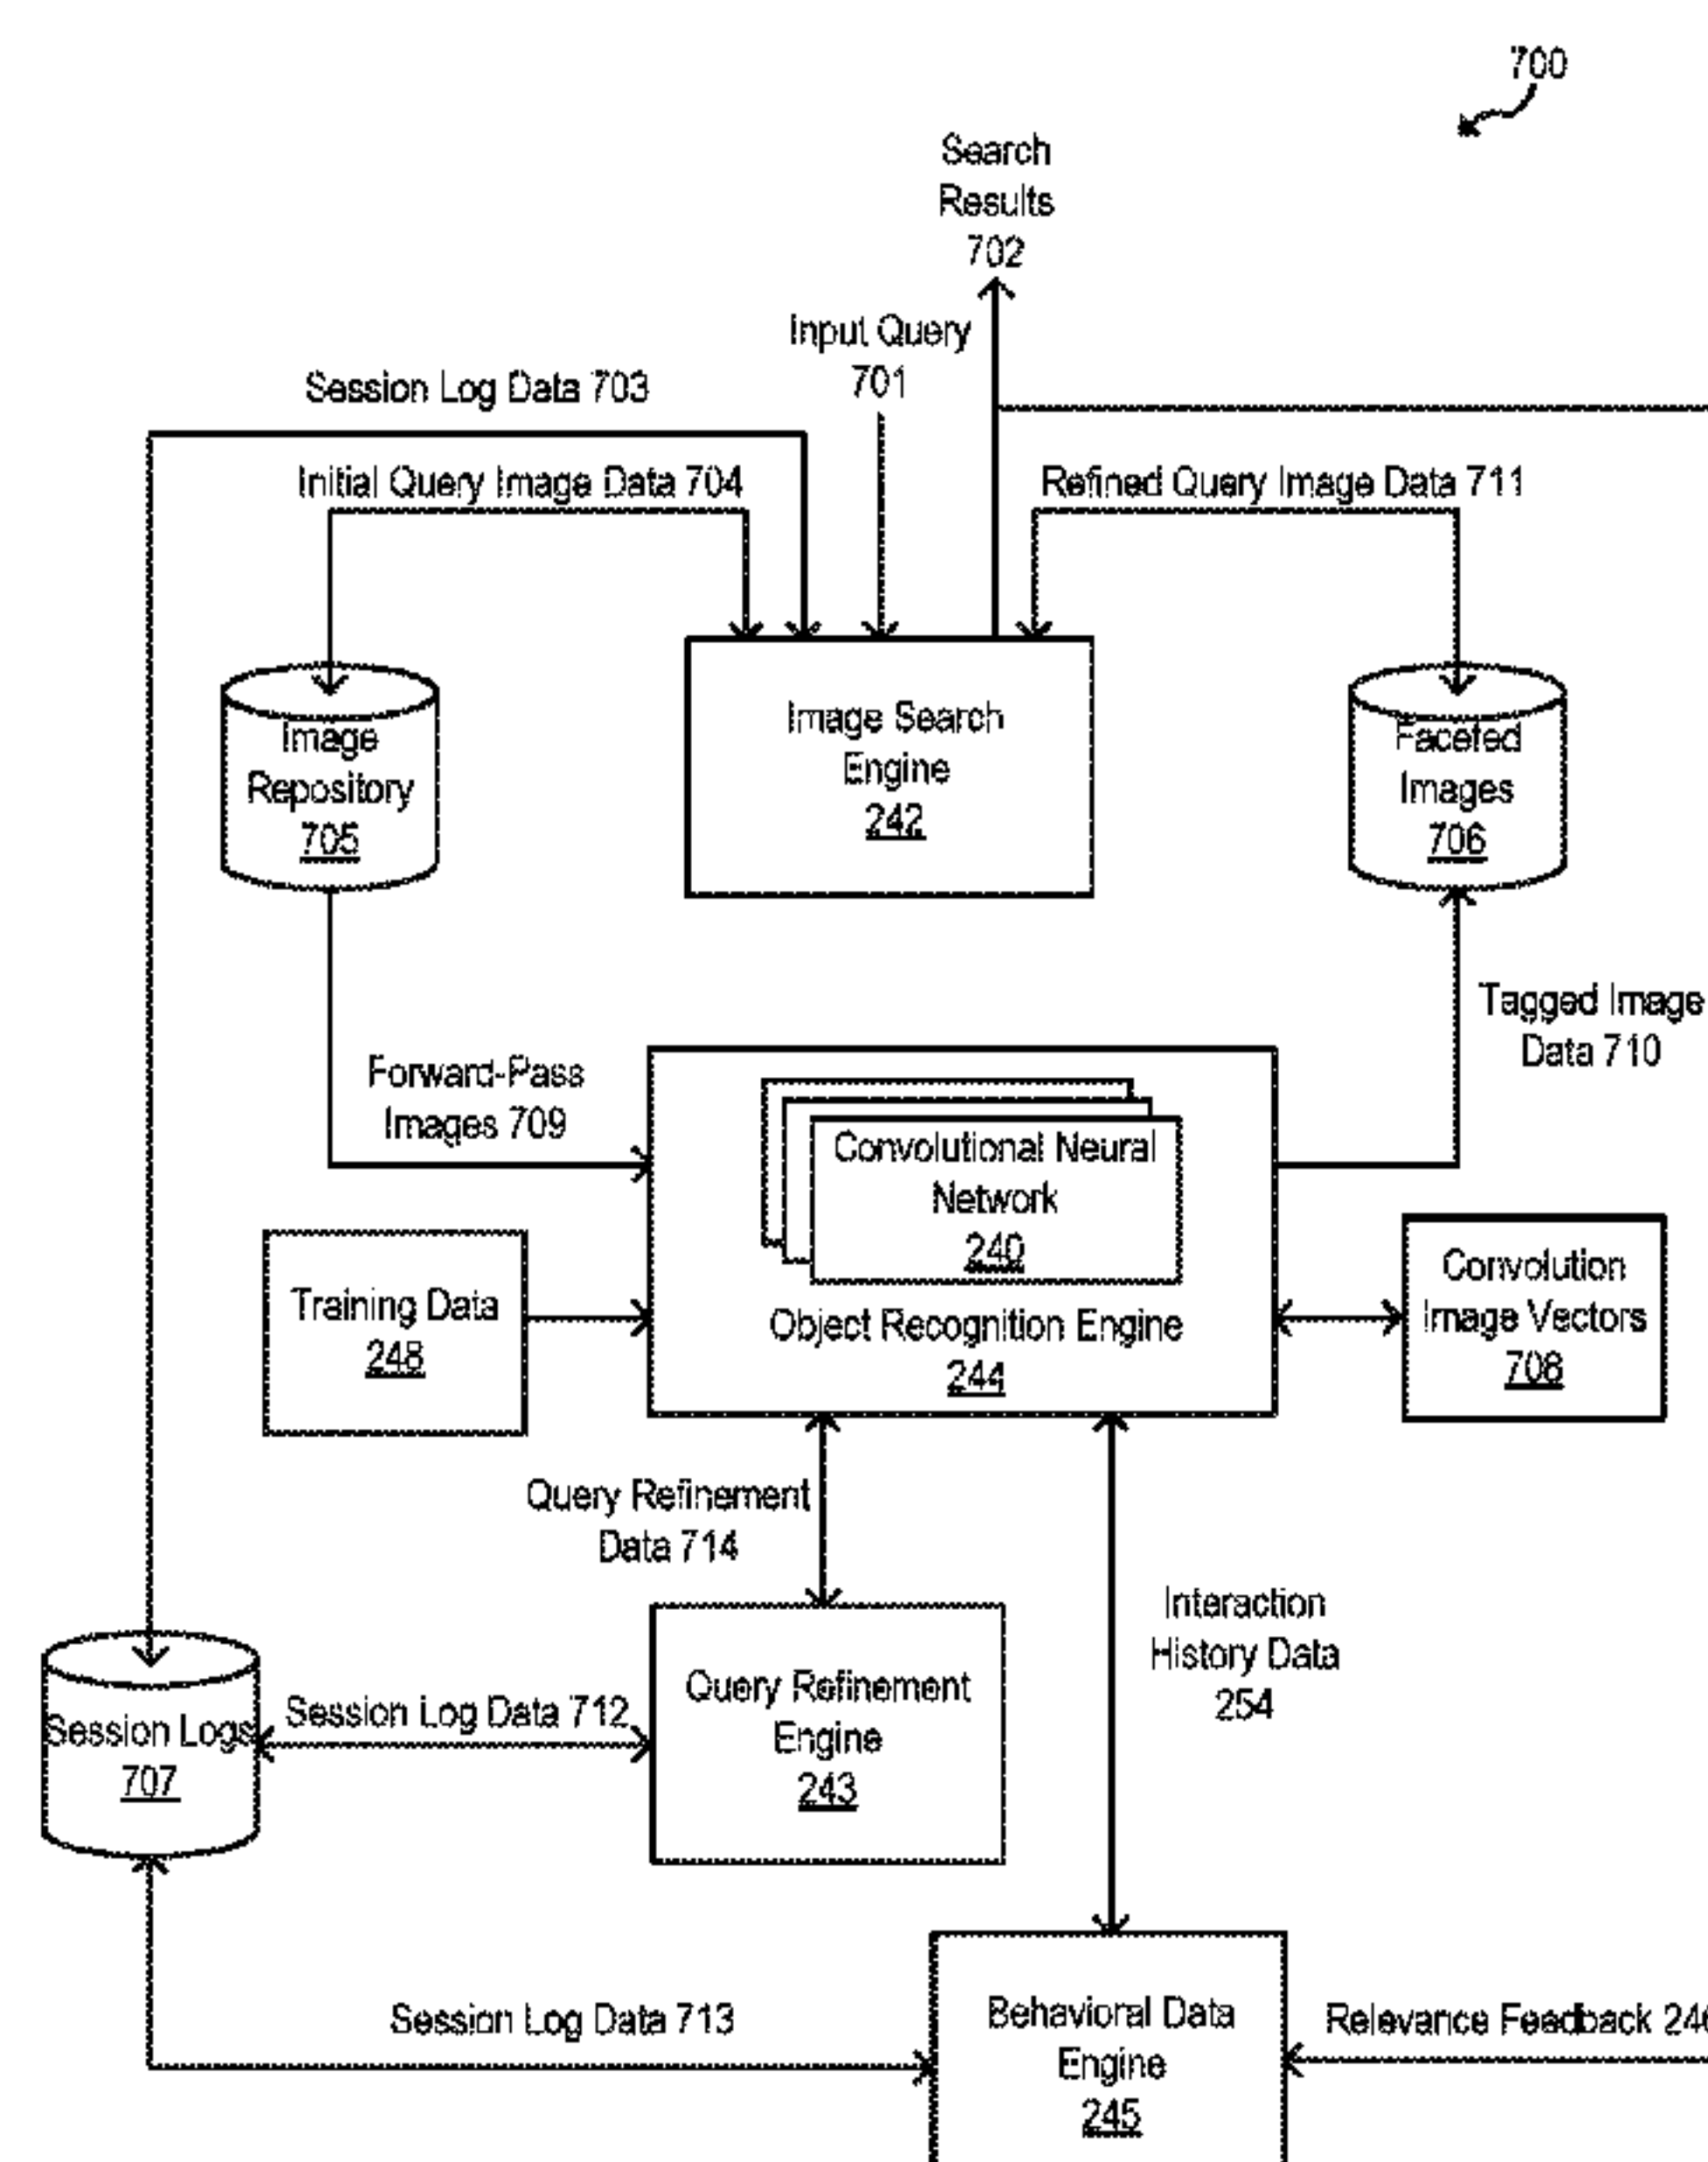 700
Search
Results
702
Input Query
701
Session Log Data 703
Initial Query Image Data 704
Refined Query Image Data 711
Image
Repository
705
Image Search
Engine
242
Faceted
Images
706
Tagged Image
Data 710
Forward-Pass
Images 709
Convolutional Neural
Network
240
Object Recognition Engine
244
Training Data
248
Convolution
Image Vectors
708
Query Refinement
Data 714
Interaction
History Data
254
Session Logs
707
Session Log Data 712
Query Refinement
Engine
243
Session Log Data 713
Behavioral Data
Engine
245
Relevance Feedback